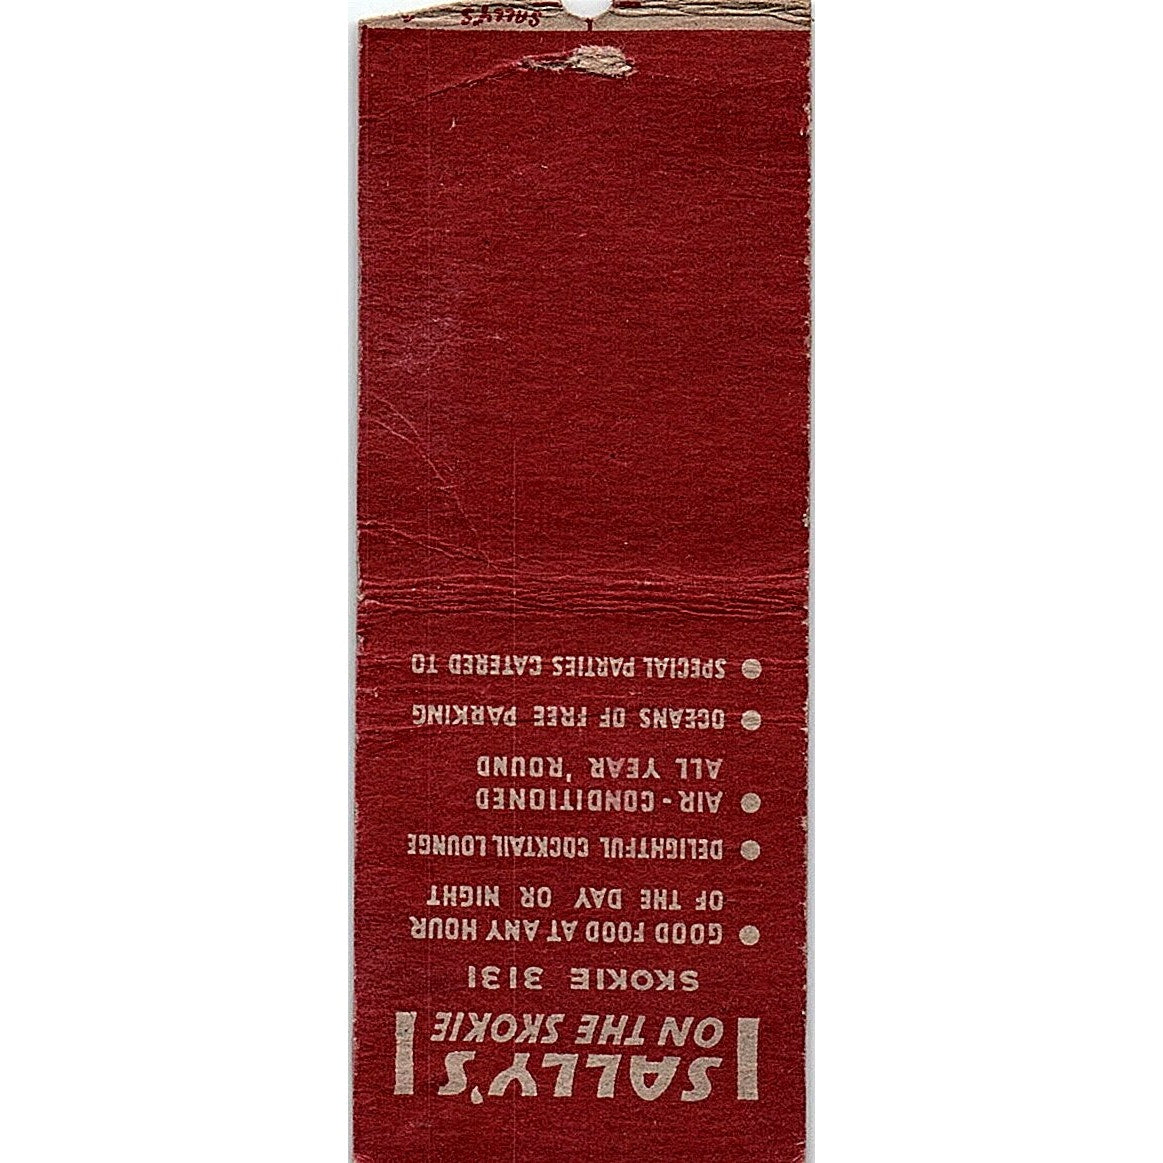 SALLY'S
ON THE SKOKIE
SKOKIE 3131
● GOOD FOOD AT ANY HOUR
OF THE DAY OR NIGHT
● DELIGHTFUL COCKTAIL LOUNGE
● AIR-CONDITIONED
ALL YEAR 'ROUND
● OCEANS OF FREE PARKING
● SPECIAL PARTIES CATERED TO
SALLY'S